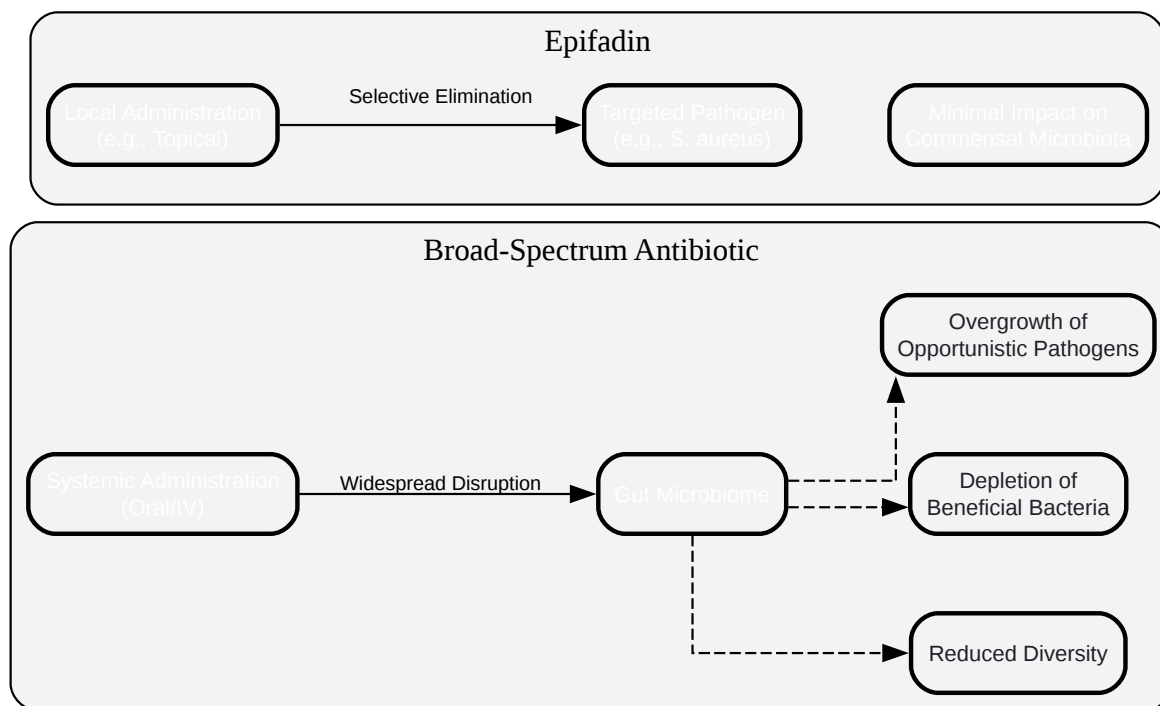 Epifadin
Local Administration
(e.g., Topical)
Selective Elimination
Targeted Pathogen
(e.g., S. aureus)
Minimal Impact on
Commensal Microbiota
Broad-Spectrum Antibiotic
Overgrowth of
Opportunistic Pathogens
Systemic Administration
(Oral/IV)
Widespread Disruption
Gut Microbiome
Depletion of
Beneficial Bacteria
Reduced Diversity